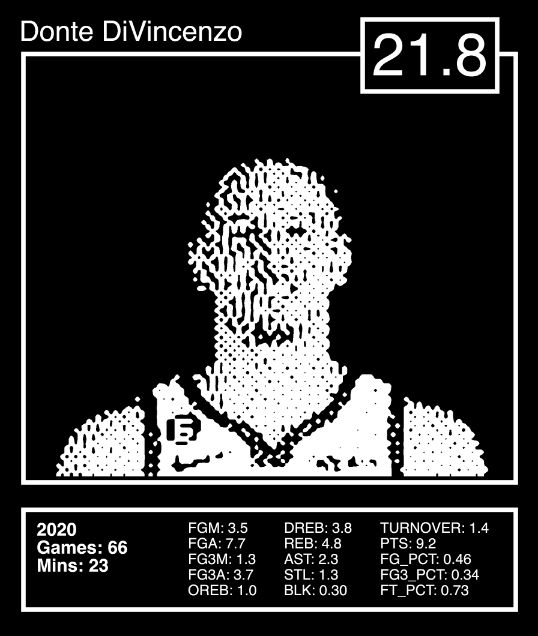 Donte DiVincenzo
21.8
2020
Games: 66
Mins: 23
FGM: 3.5
FGA: 7.7
FG3M: 1.3
FG3A: 3.7
OREB: 1.0
DREB: 3.8
REB: 4.8
AST: 2.3
STL: 1.3
BLK: 0.30
TURNOVER: 1.4
PTS: 9.2
FG_PCT: 0.46
FG3_PCT: 0.34
FT_PCT: 0.73